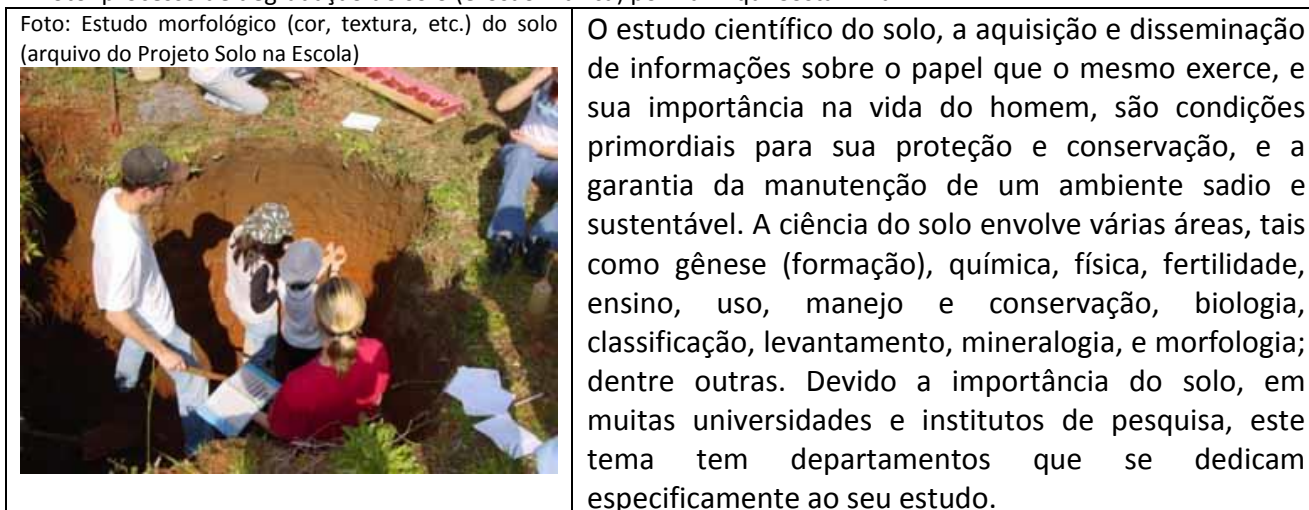 Foto: Estudo morfológico (cor, textura, etc.) do solo
(arquivo do Projeto Solo na Escola)
O estudo científico do solo, a aquisição e disseminação
de informações sobre o papel que o mesmo exerce, e
sua importância na vida do homem, são condições
primordiais para sua proteção e conservação, e a
garantia da manutenção de um ambiente sadio e
sustentável. A ciência do solo envolve várias áreas, tais
como gênese (formação), química, física, fertilidade,
ensino, uso, manejo e conservação, biologia,
classificação, levantamento, mineralogia, e morfologia;
dentre outras. Devido a importância do solo, em
muitas universidades e institutos de pesquisa, este
tema tem departamentos que se dedicam
especificamente ao seu estudo.